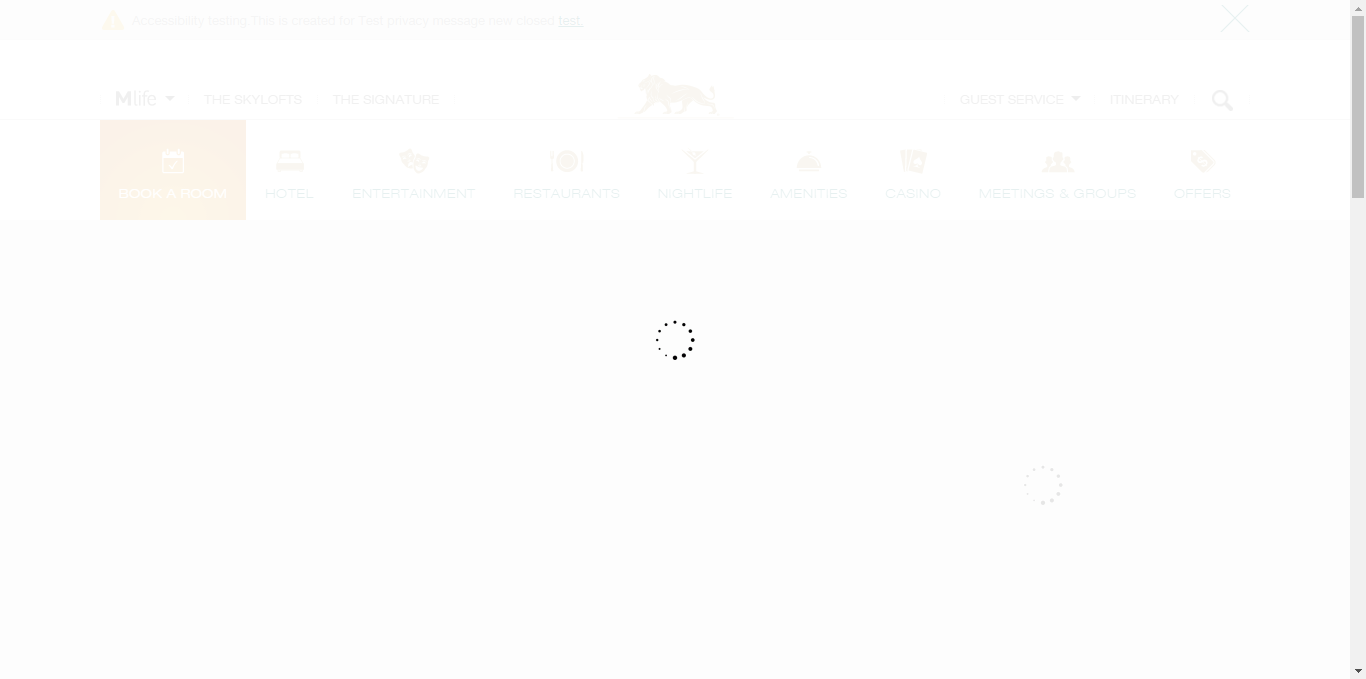 Accessibility testing This is created for Test privacy message new closed test.
Mlife
THE SKYLOFTS
THE SIGNATURE
GUEST SERVICE
ITINERARY
BOOK A ROOM
HOTEL
ENTERTAINMENT
RESTAURANTS
NIGHTLIFE
AMENITIES
CASINO
MEETINGS & GROUPS
OFFERS